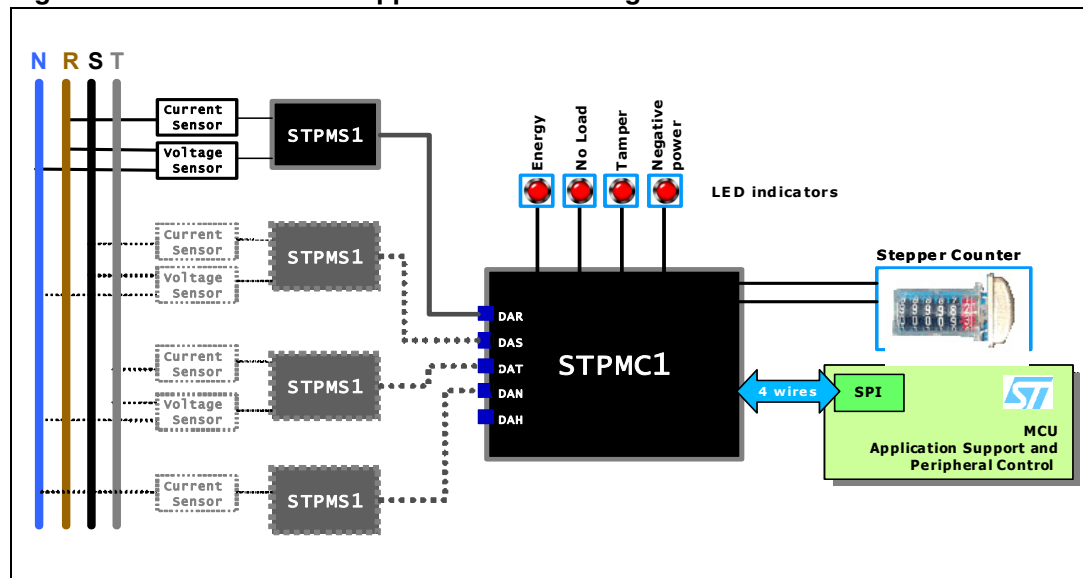 N R S T
Current
Sensor
Voltage
Sensor
STPMS1
Current
Sensor
Voltage
Sensor
STPMS1
Current
Sensor
Voltage
Sensor
STPMS1
Current
Sensor
STPMS1
Energy
No Load
Tamper
Negative
power
LED indicators
DAR
DAS
DAT
DAN
DAH
STPMC1
Stepper Counter
4 wires
SPI
ST
MCU
Application Support and
Peripheral Control